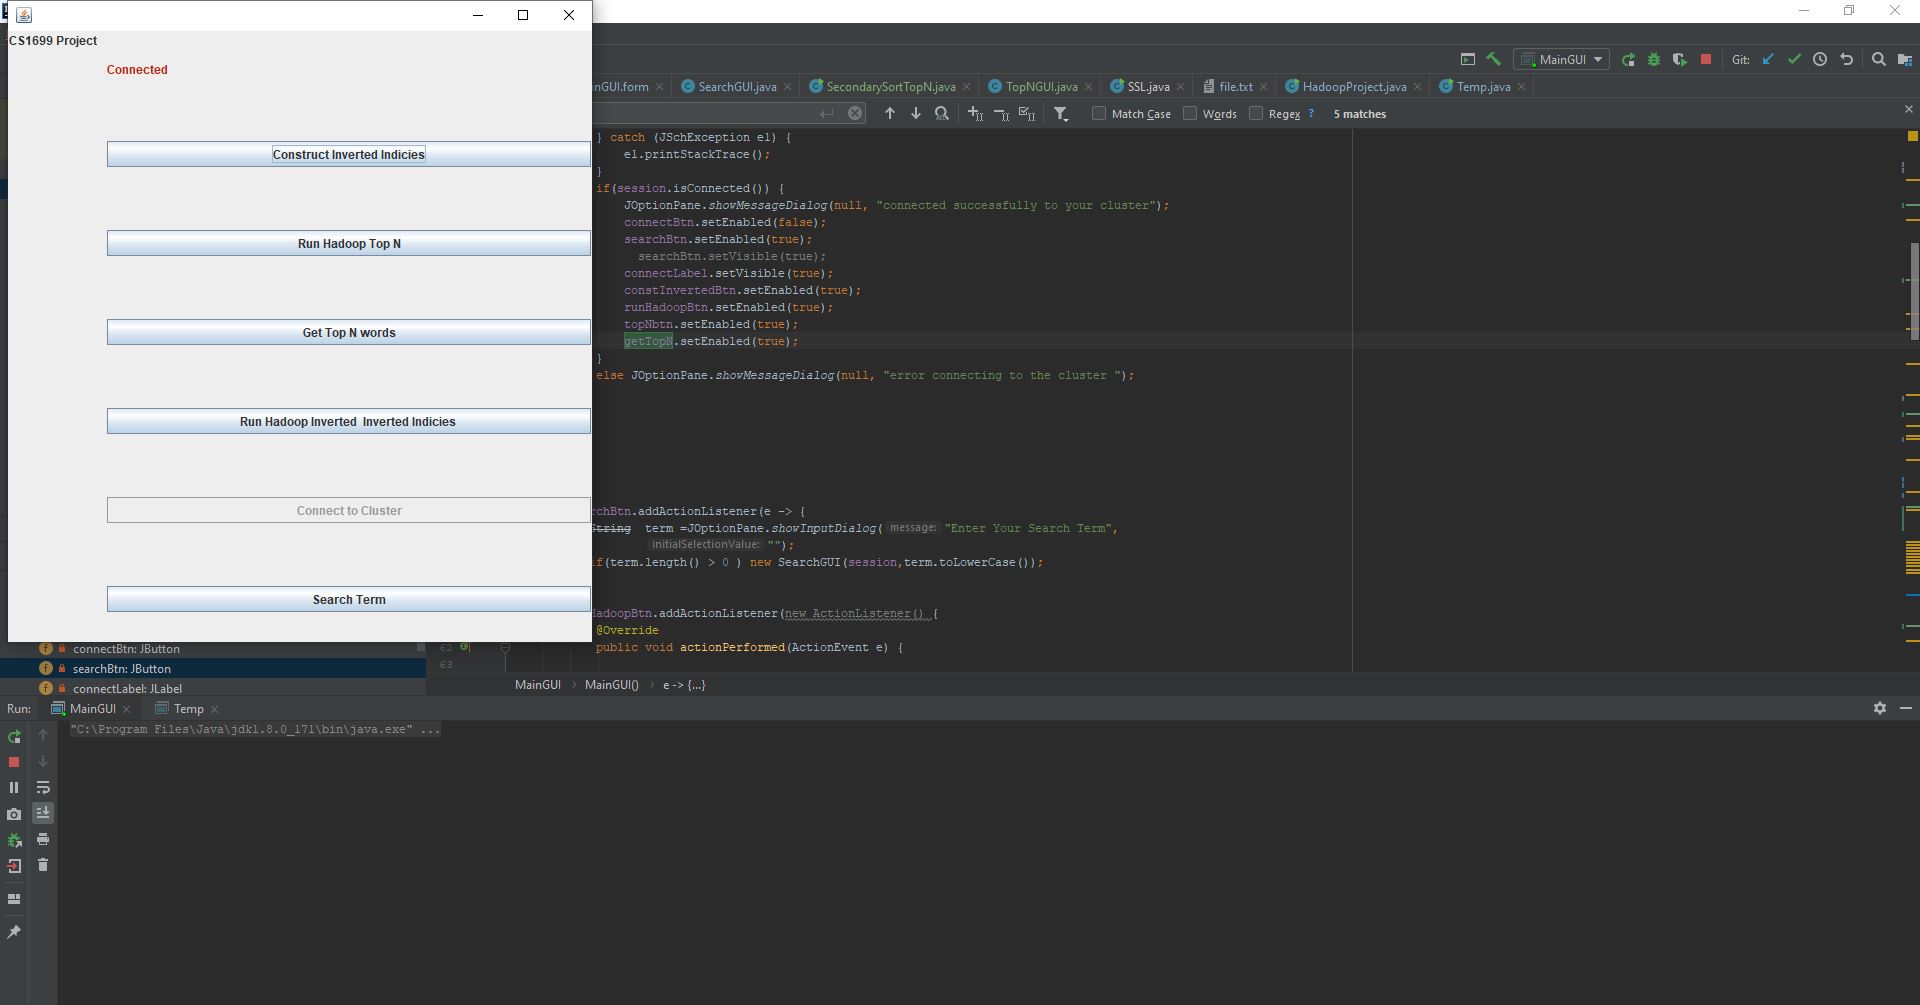 CS1699 Project
Connected
Construct Inverted Indicies
Run Hadoop Top N
Get Top N words
Run Hadoop Inverted  Inverted Indicies
Connect to Cluster
Search Term
MainGUI
Git:
inGUI.form
SearchGUI.java
SecondarySortTopN.java
TopNGUI.java
SSL.java
file.txt
HadoopProject.java
Temp.java
Match Case
Words
Regex ?
5 matches
} catch (JSchException e1) {
e1.printStackTrace();
}
if(session.isConnected()) {
JOptionPane.showMessageDialog(null, "connected successfully to your cluster");
connectBtn.setEnabled(false);
searchBtn.setEnabled(true);
searchBtn.setVisible(true);
connectLabel.setVisible(true);
constInvertedBtn.setEnabled(true);
runHadoopBtn.setEnabled(true);
topNbtn.setEnabled(true);
getTopN.setEnabled(true);
}
else JOptionPane.showMessageDialog(null, "error connecting to the cluster ");
rchBtn.addActionListener(e -> {
String  term =JOptionPane.showInputDialog( message: "Enter Your Search Term",
initialSelectionValue: "");
if(term.length() > 0 ) new SearchGUI(session,term.toLowerCase());
HadoopBtn.addActionListener(new ActionListener() {
@Override
62 public void actionPerformed(ActionEvent e) {
63
connectBtn: JButton
searchBtn: JButton
connectLabel: JLabel
MainGUI > MainGUI() > e -> {...}
Run: MainGUI Temp
"C:\Program Files\Java\jdk1.8.0_171\bin\java.exe" ...